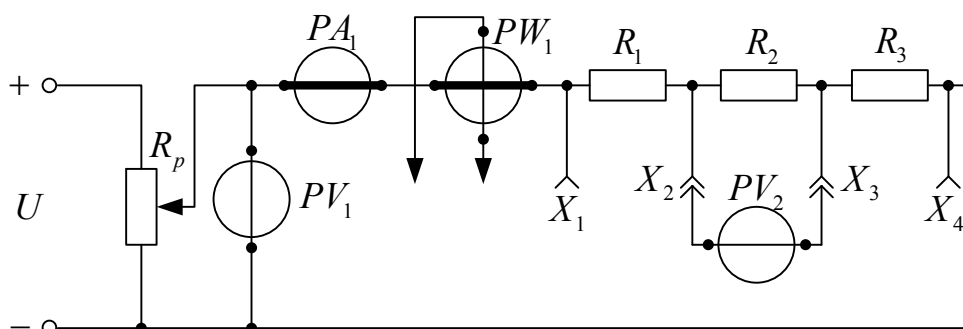 PA₁
PW₁
R₁
R₂
R₃
+
Rₚ
U
PV₁
X₁
X₂
PV₂
X₃
X₄
−